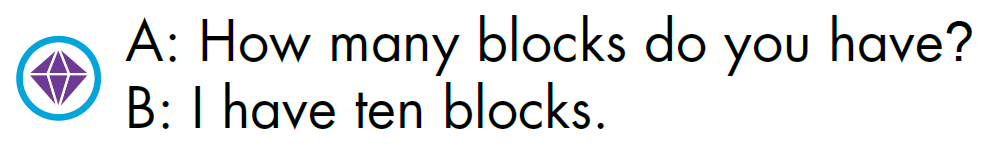 A: How many blocks do you have?
B: I have ten blocks.